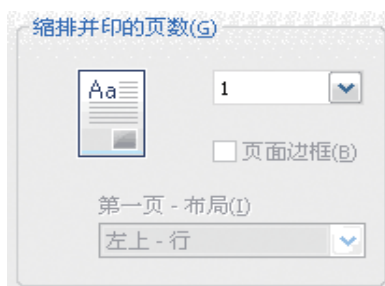 缩排并印的页数(G)
Aa
1
页面边框(B)
第一页 - 布局(I)
左上 - 行